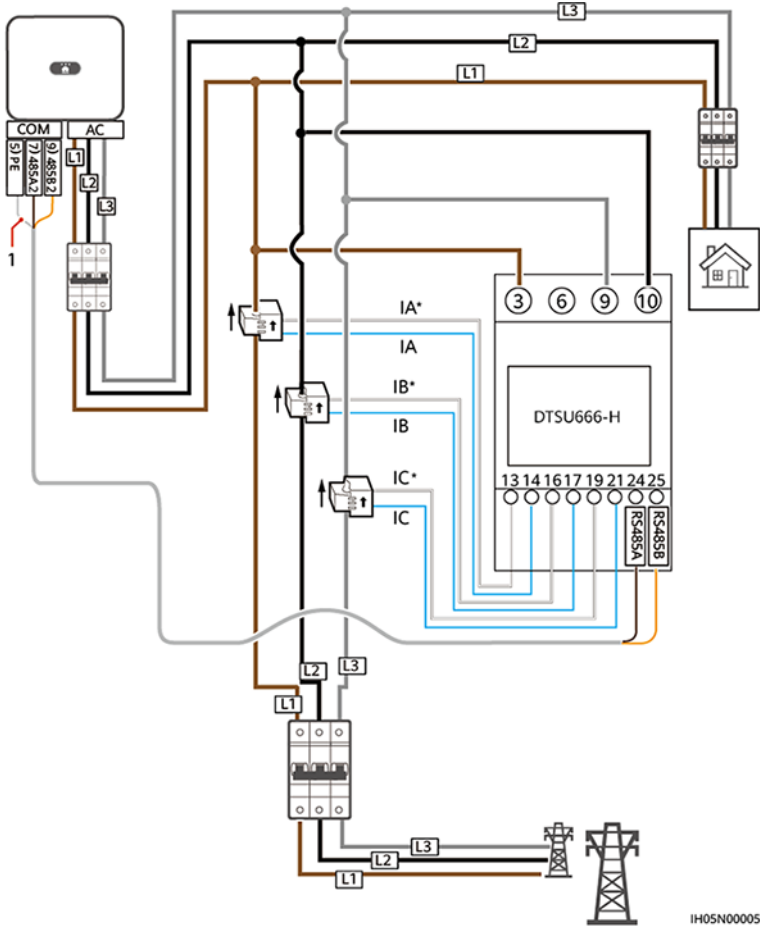 L3
L2
L1
COM
AC
5) PE
7) 485A2
9) 485B2
L1
L2
L3
1
3
6
9
10
IA*
IA
IB*
IB
IC*
IC
DTSU666-H
13 14 16 17 19 21 24 25
RS485A
RS485B
L2
L3
L1
L3
L2
L1
IH05N00005